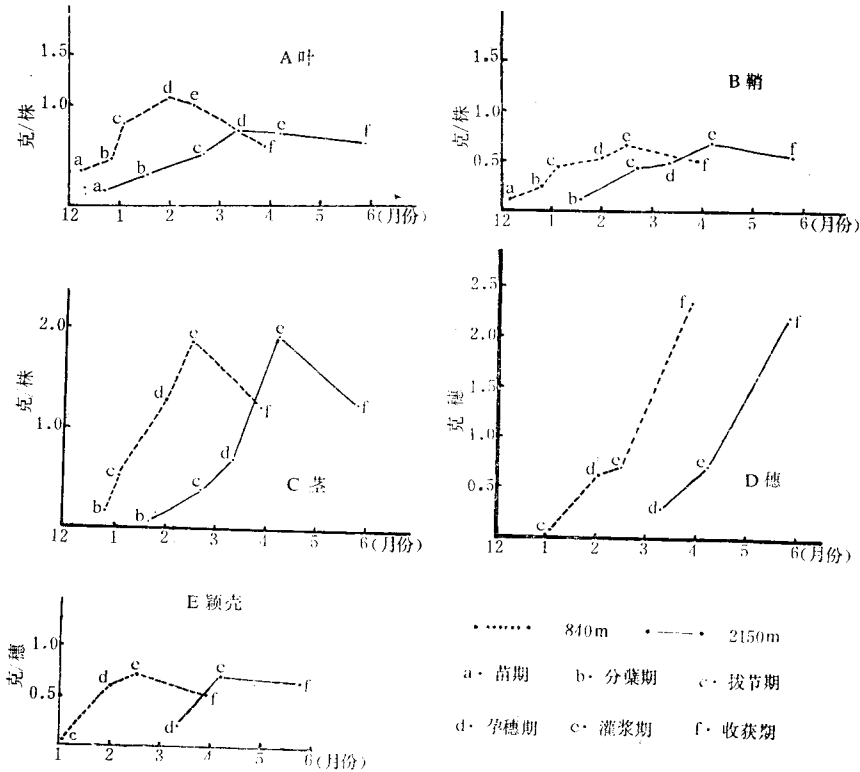 A 叶
克/株
1.5
1.0
a b c d e f
a b c d e f
12 1 2 3 4 5 6(月份)
B 鞘
克/株
1.5
1.0
0.5
a b c d e f
b c d e f
12 1 2 3 4 5 6(月份)
C 茎
克/株
2.0
1.0
b c d e f
b c d e f
12 1 2 3 4 5 6(月份)
D 穗
克 穗
2.5
2.0
1.5
1.0
0.5
c d e f
d e f
12 1 2 3 4 5 6(月份)
E 颖壳
克/穗
1.0
0.5
c d e f
d e f
1 2 3 4 5 6(月份)
840m 2150m
a· 苗期 b· 分蘖期 c· 拔节期
d· 孕穗期 e· 灌浆期 f· 收获期